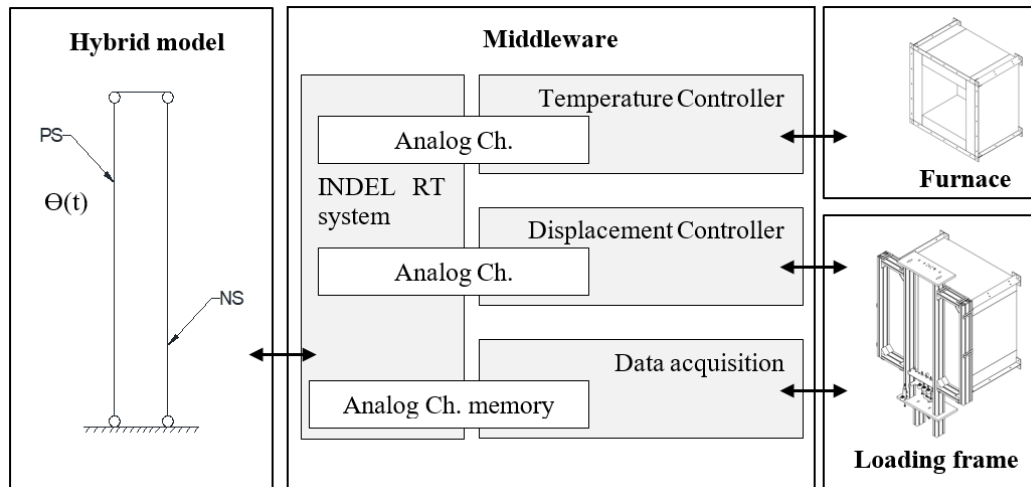 Hybrid model
PS
Θ(t)
NS
Middleware
Temperature Controller
Analog Ch.
INDEL RT
system
Displacement Controller
Analog Ch.
Data acquisition
Analog Ch. memory
Furnace
Loading frame